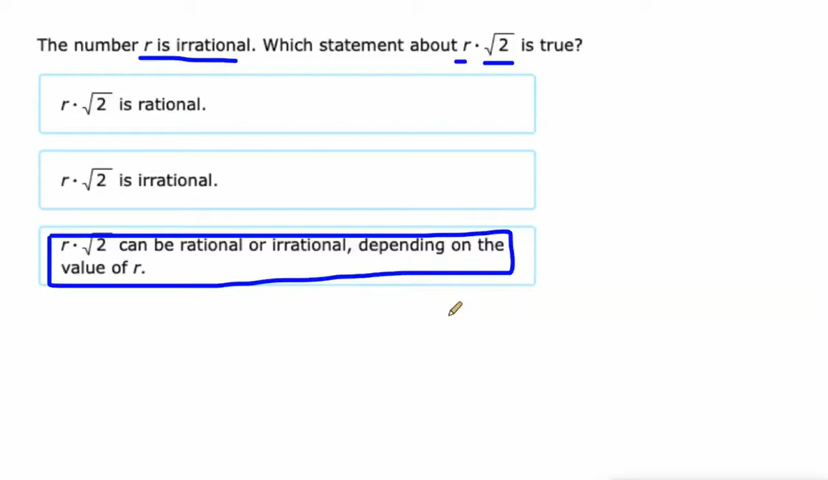 The number r is irrational. Which statement about r · √2 is true?
r · √2 is rational.
r · √2 is irrational.
r · √2 can be rational or irrational, depending on the
value of r.